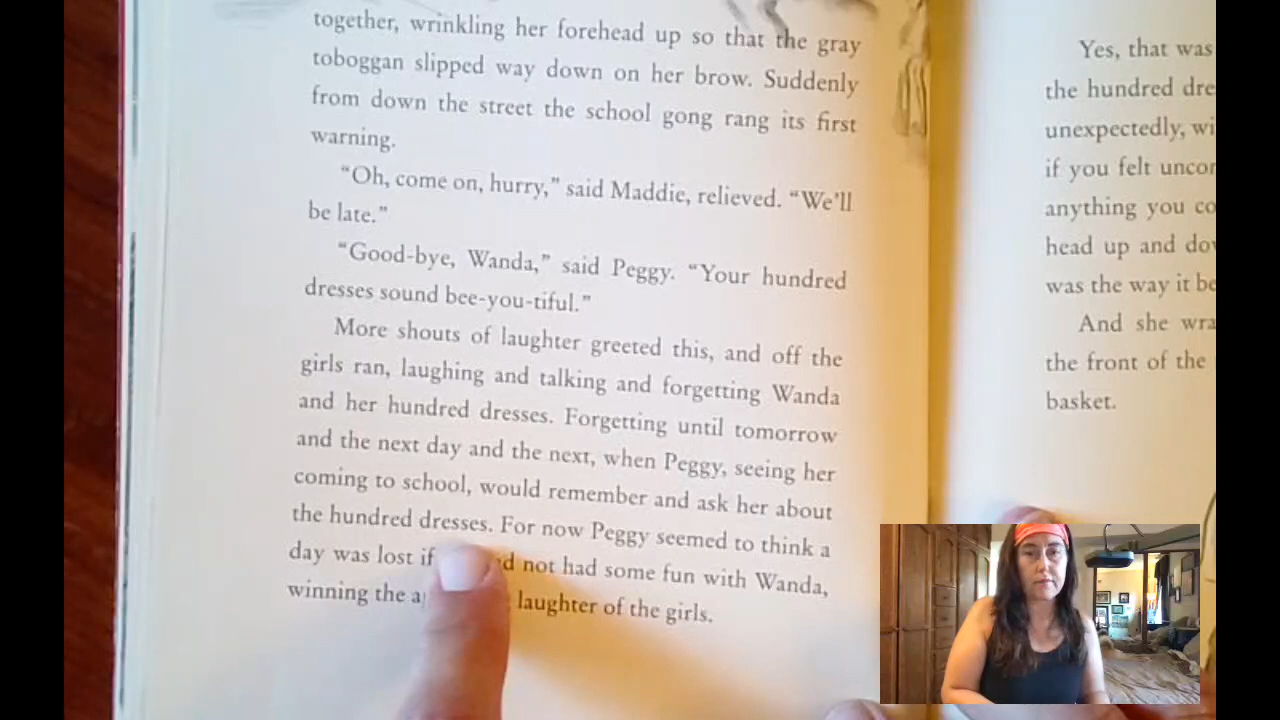 together, wrinkling her forehead up so that the gray
toboggan slipped way down on her brow. Suddenly
from down the street the school gong rang its first
warning.
“Oh, come on, hurry,” said Maddie, relieved. “We’ll
be late.”
“Good-bye, Wanda,” said Peggy. “Your hundred
dresses sound bee-you-tiful.”
More shouts of laughter greeted this, and off the
girls ran, laughing and talking and forgetting Wanda
and her hundred dresses. Forgetting until tomorrow
and the next day and the next, when Peggy, seeing her
coming to school, would remember and ask her about
the hundred dresses. For now Peggy seemed to think a
day was lost if not had some fun with Wanda,
winning the laughter of the girls.
Yes, that was
the hundred
unexpectedly,
if you felt
anything you
head up and
was the way it
And she
the front of the
basket.